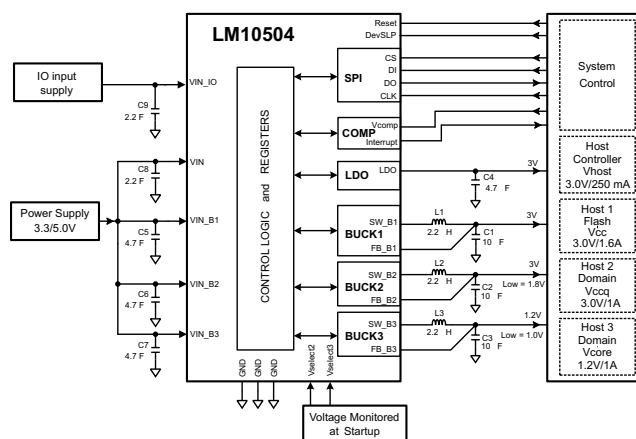 LM10504
IO input
supply
C9
2.2 F
VIN_IO
C8
2.2 F
VIN
Power Supply
3.3/5.0V
C5
4.7 F
VIN_B1
C6
4.7 F
VIN_B2
C7
4.7 F
VIN_B3
CONTROL LOGIC and REGISTERS
SPI
COMP
LDO
BUCK1
BUCK2
BUCK3
GND
GND
GND
Vselect2
Vselect3
Voltage Monitored
at Startup
Reset
DevSLP
CS
DI
DO
CLK
Vcomp
Interrupt
LDO
C4
4.7 F
3V
SW_B1
FB_B1
L1
2.2 H
C1
10 F
3V
SW_B2
FB_B2
L2
2.2 H
C2
10 F
3V
Low = 1.8V
SW_B3
FB_B3
L3
2.2 H
C3
10 F
1.2V
Low = 1.0V
System
Control
Host
Controller
Vhost
3.0V/250 mA
Host 1
Flash
Vcc
3.0V/1.6A
Host 2
Domain
Vccq
3.0V/1A
Host 3
Domain
Vcore
1.2V/1A